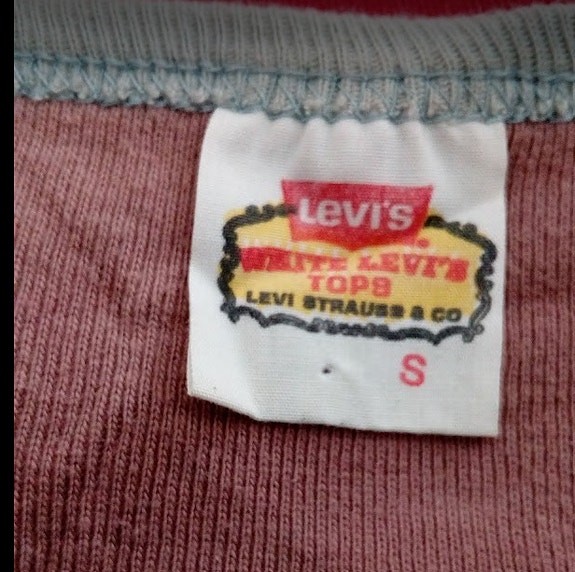 Levi's
WHITE LEVI'S
TOPS
LEVI STRAUSS & CO
S